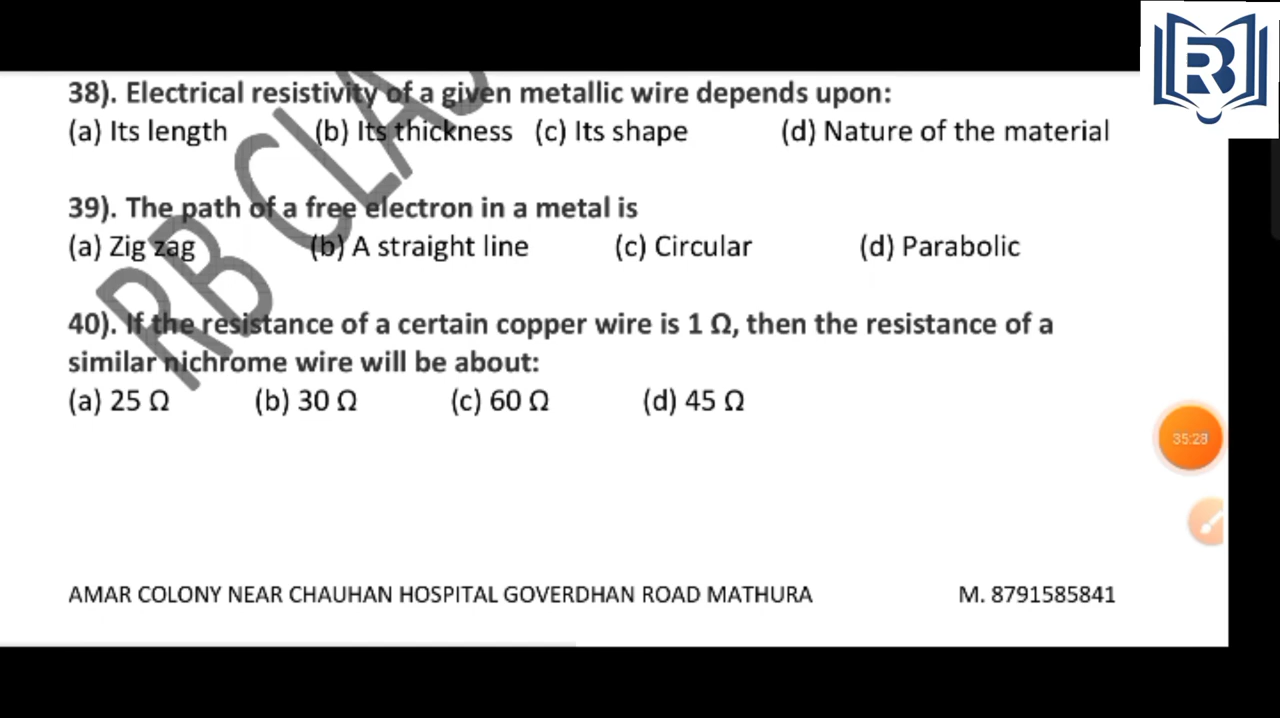 38). Electrical resistivity of a given metallic wire depends upon:
(a) Its length (b) Its thickness (c) Its shape (d) Nature of the material
39). The path of a free electron in a metal is
(a) Zig zag (b) A straight line (c) Circular (d) Parabolic
40). If the resistance of a certain copper wire is 1 Ω, then the resistance of a
similar nichrome wire will be about:
(a) 25 Ω (b) 30 Ω (c) 60 Ω (d) 45 Ω
RB CLAS
35:28
AMAR COLONY NEAR CHAUHAN HOSPITAL GOVERDHAN ROAD MATHURA M. 8791585841